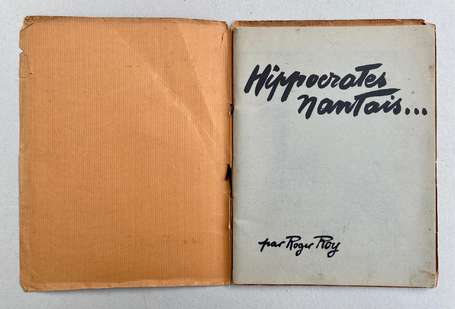 Hippocrates
nantais...
par Roger Roy